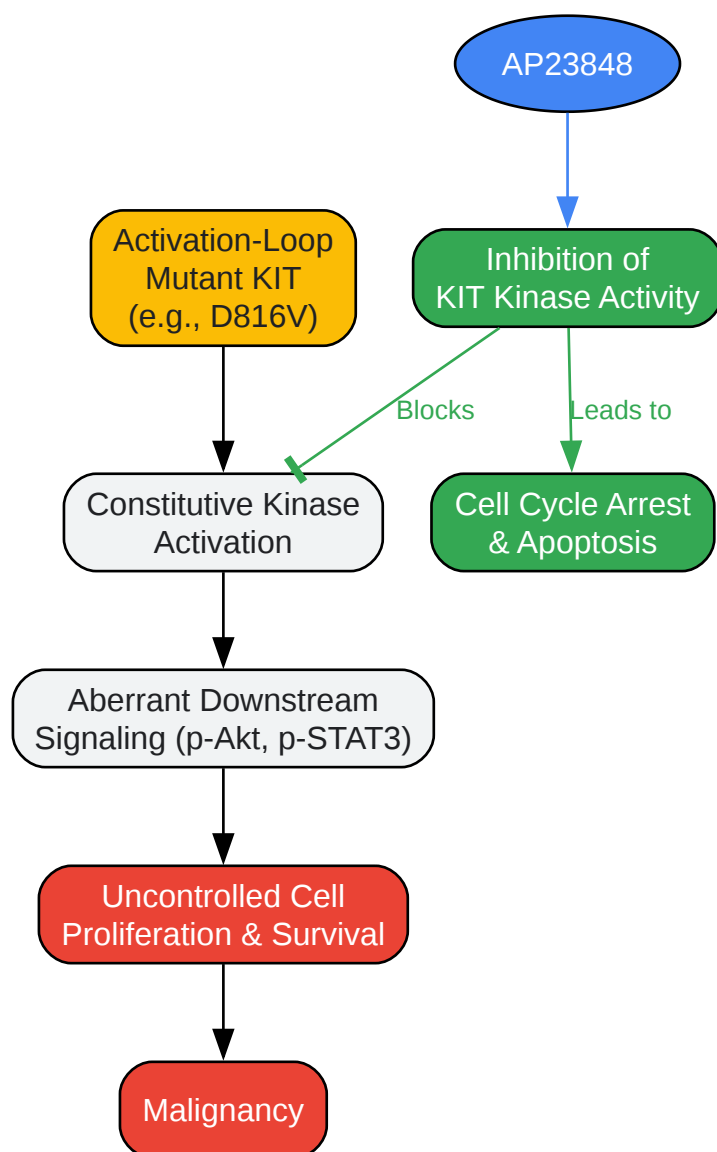 AP23848
Activation-Loop
Mutant KIT
(e.g., D816V)
Inhibition of
KIT Kinase Activity
Blocks
Leads to
Constitutive Kinase
Activation
Cell Cycle Arrest
& Apoptosis
Aberrant Downstream
Signaling (p-Akt, p-STAT3)
Uncontrolled Cell
Proliferation & Survival
Malignancy